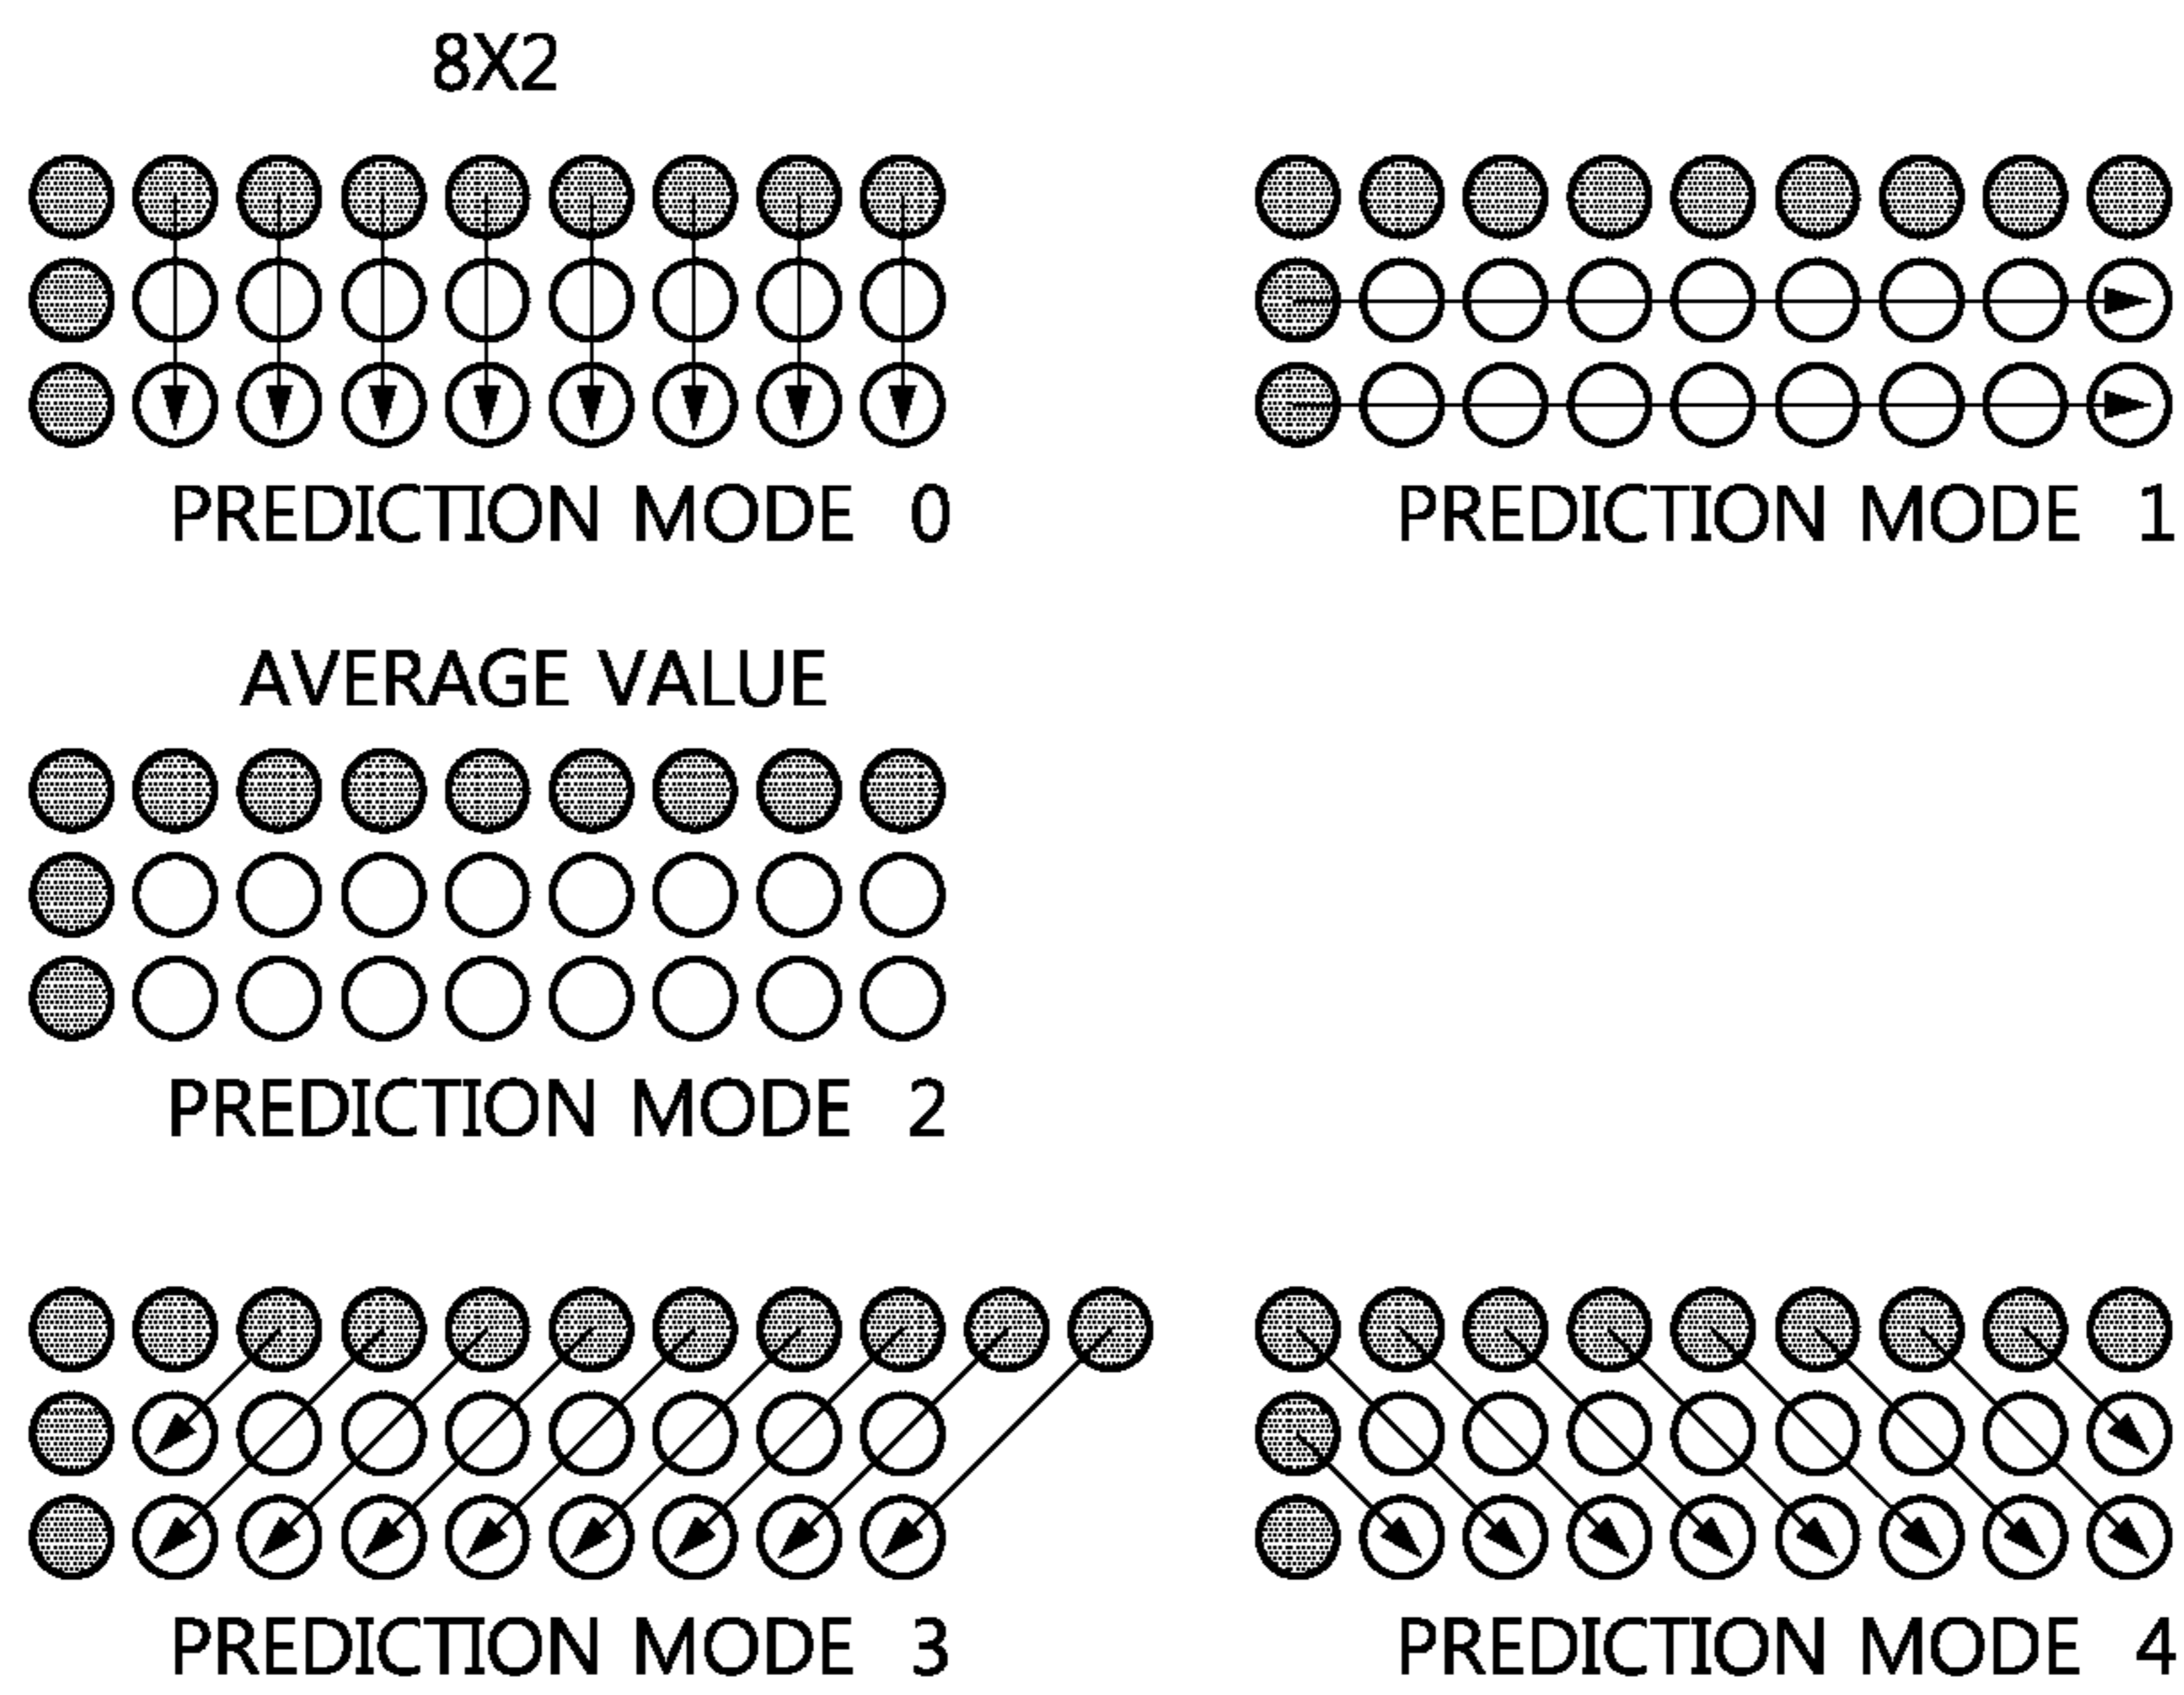 8X2
PREDICTION MODE 0
PREDICTION MODE 1
AVERAGE VALUE
PREDICTION MODE 2
PREDICTION MODE 3
PREDICTION MODE 4